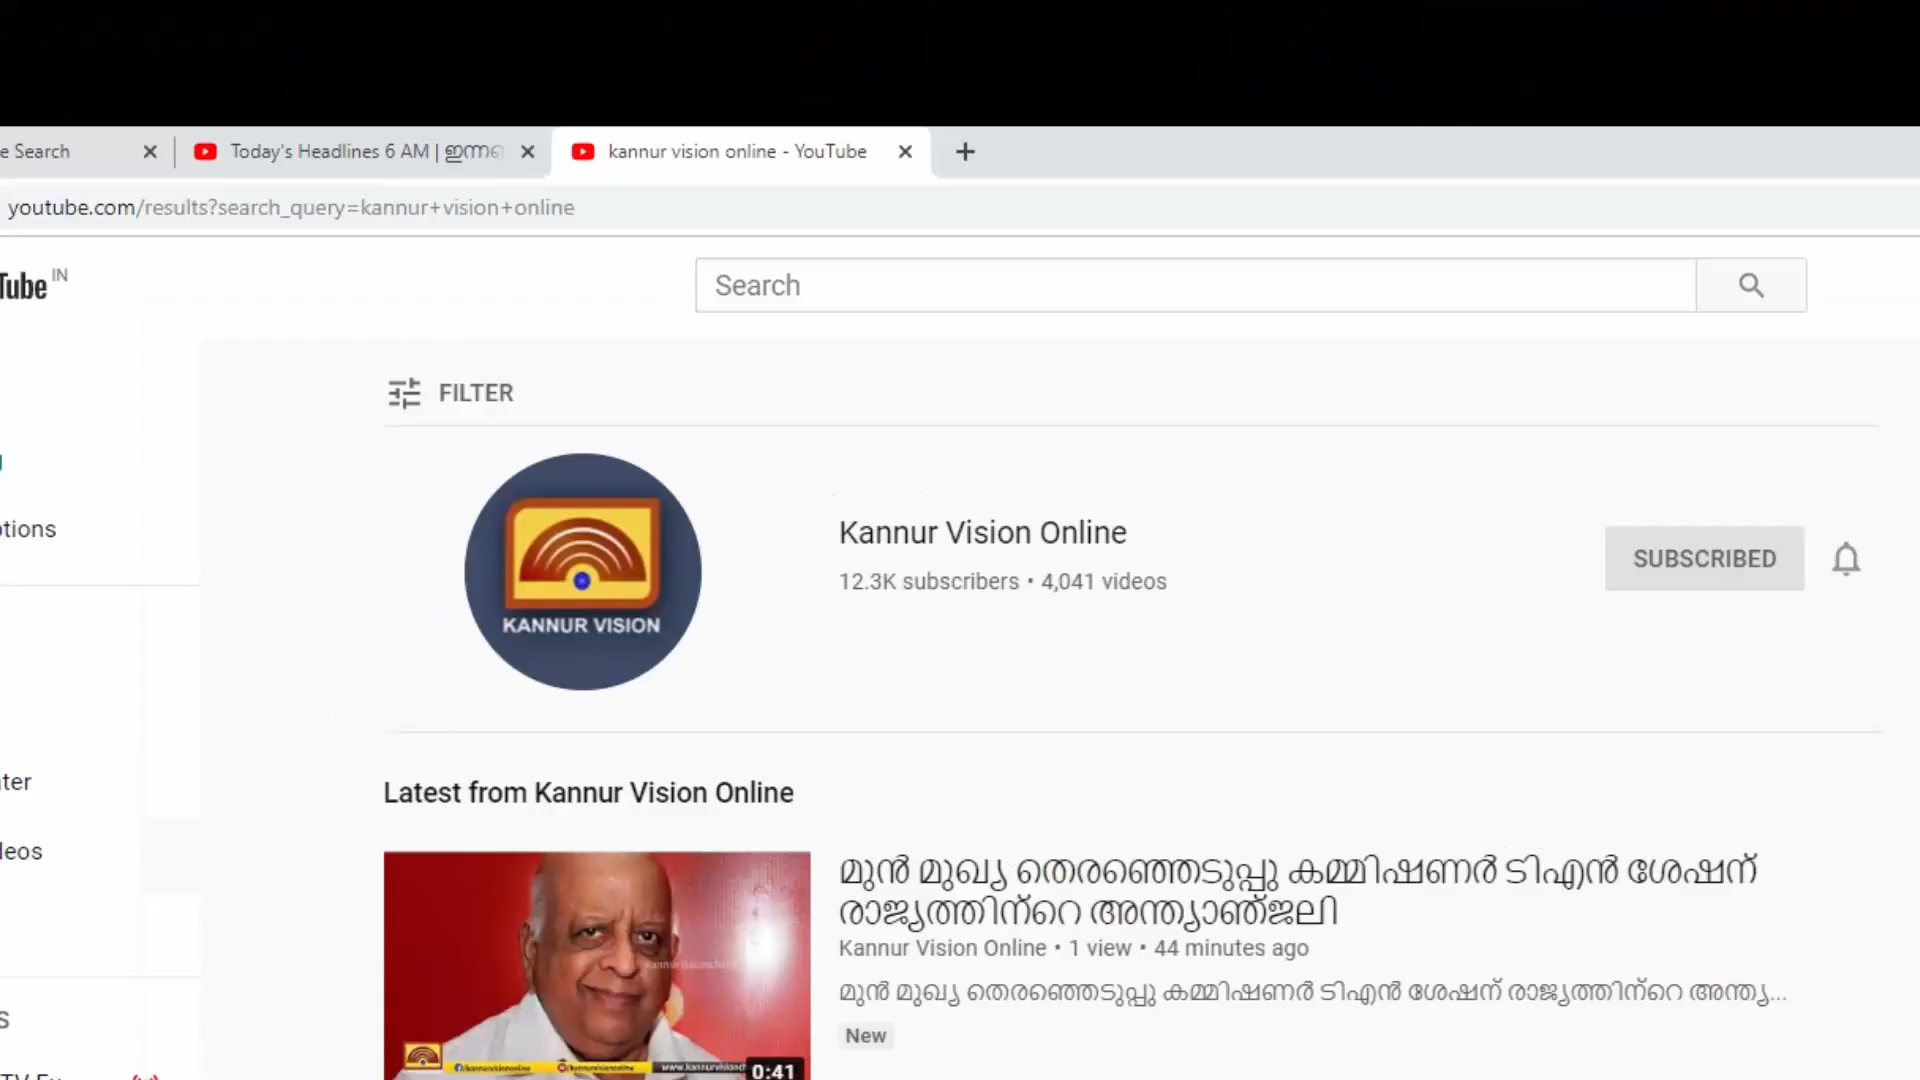 e Search
Today's Headlines 6 AM |
kannur vision online - YouTube
youtube.com/results?search_query=kannur+vision+online
Tube IN
Search
FILTER
KANNUR VISION
Kannur Vision Online
12.3K subscribers • 4,041 videos
SUBSCRIBED
otions
Latest from Kannur Vision Online
മുൻ മുഖ്യ തെരഞ്ഞെടുപ്പു കമ്മിഷണർ ടിഎൻ ശേഷന്
രാജ്യത്തിന്റെ അന്ത്യാഞ്ജലി
Kannur Vision Online • 1 view • 44 minutes ago
മുൻ മുഖ്യ തെരഞ്ഞെടുപ്പു കമ്മിഷണർ ടിഎൻ ശേഷന് രാജ്യത്തിന്റെ അന്ത്യ...
New
0:41
ter
leos
S